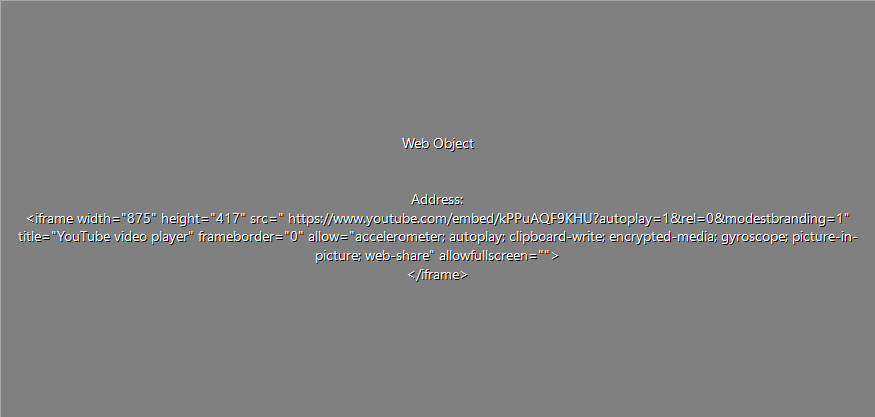 Web Object
Address:
<iframe width="875" height="417" src=" https://www.youtube.com/embed/kPPuAQF9KHU?autoplay=1&rel=0&modestbranding=1"
title="YouTube video player" frameborder="0" allow="accelerometer; autoplay; clipboard-write; encrypted-media; gyroscope; picture-in-
picture; web-share" allowfullscreen="">
</iframe>